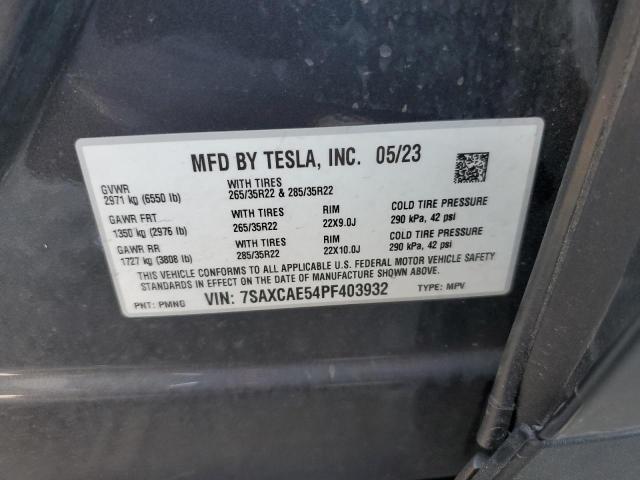 MFD BY TESLA, INC. 05/23
GVWR
2971 kg (6550 lb)
WITH TIRES
265/35R22 & 285/35R22
GAWR FRT
1350 kg (2976 lb)
WITH TIRES
265/35R22
RIM
22X9.0J
COLD TIRE PRESSURE
290 kPa, 42 psi
GAWR RR
1727 kg (3808 lb)
WITH TIRES
285/35R22
RIM
22X10.0J
COLD TIRE PRESSURE
290 kPa, 42 psi
THIS VEHICLE CONFORMS TO ALL FEDERAL MOTOR VEHICLE SAFETY
STANDARDS IN EFFECT ON THE DATE OF MANUFACTURE SHOWN ABOVE.
PNT: PMNG
VIN: 7SAXCAE54PF403932
TYPE: MPV